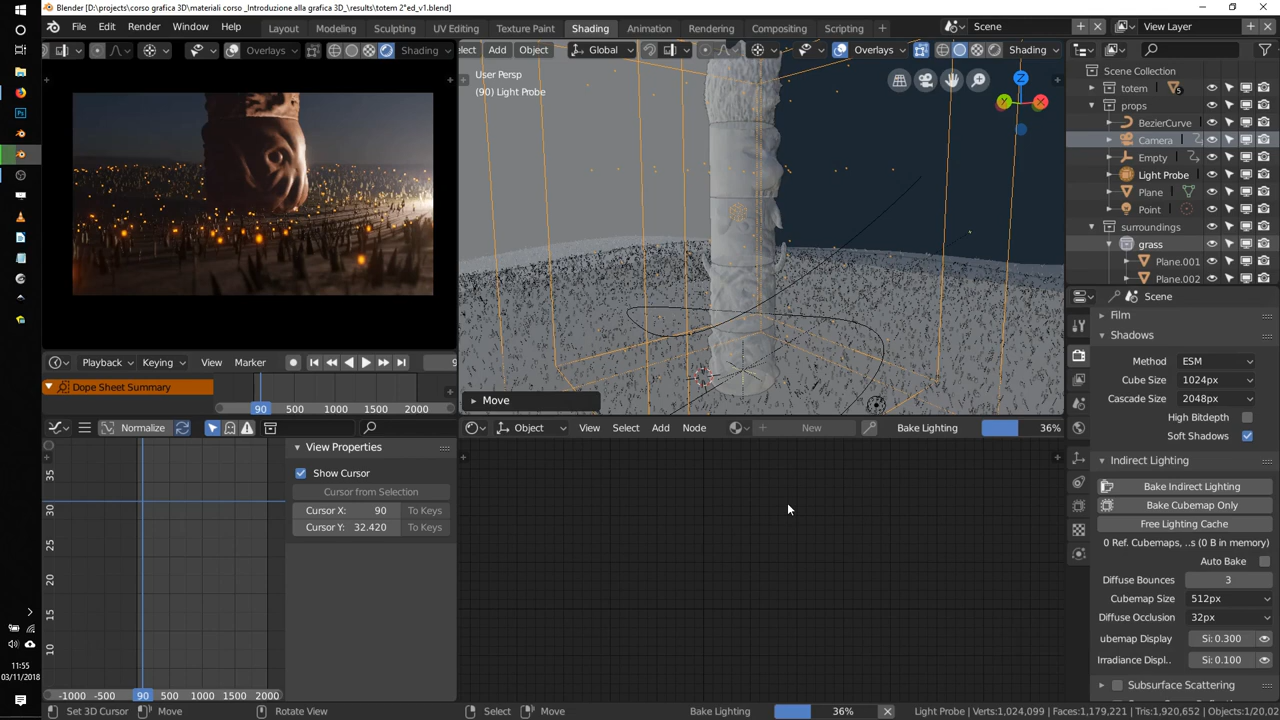 Blender [D:\projects\corso grafica 3D\materiali corso _Introduzione alla grafica 3D_\results\totem 2°ed_v1.blend]
File Edit Render Window Help Layout Modeling Sculpting UV Editing Texture Paint Shading Animation Rendering Compositing Scripting Scene View Layer
Overlays Shading
elect Add Object Global Overlays Shading
User Persp
(90) Light Probe
Z
Y X
Move
Scene Collection
totem 5
props
BezierCurve
Camera
Empty
Light Probe
Plane
Point
surroundings
grass
Plane.001
Plane.002
Playback Keying View Marker 9
Dope Sheet Summary
90 500 1000 1500 2000
Normalize
View Properties
Show Cursor
Cursor from Selection
Cursor X: 90 To Keys
Cursor Y: 32.420 To Keys
35
30
25
20
15
10
-1000 -500 90 500 1000 1500 2000
Object View Select Add Node New Bake Lighting 36%
Scene
Film
Shadows
Method ESM
Cube Size 1024px
Cascade Size 2048px
High Bitdepth
Soft Shadows
Indirect Lighting
Bake Indirect Lighting
Bake Cubemap Only
Free Lighting Cache
0 Ref. Cubemaps, ..s (0 B in memory)
Auto Bake
Diffuse Bounces 3
Cubemap Size 512px
Diffuse Occlusion 32px
ubemap Display Si: 0.300
Irradiance Displ.. Si: 0.100
Subsurface Scattering
11:55
03/11/2018
Set 3D Cursor Move Rotate View Select Move Bake Lighting 36% Light Probe | Verts:1,024,099 | Faces:1,179,221 | Tris:1,920,652 | Objects:1/20,02